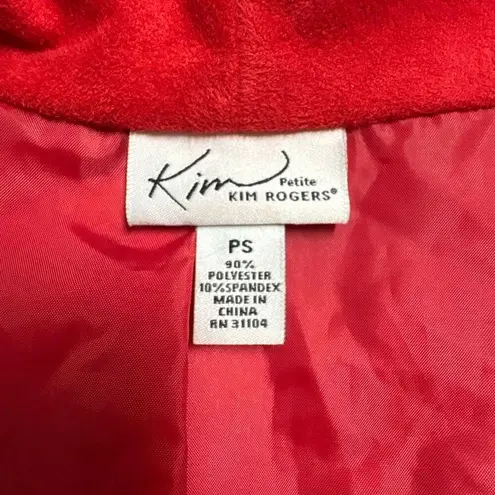 Kim Petite
KIM ROGERS®
PS
90%
POLYESTER
10%SPANDEX
MADE IN
CHINA
RN 31104